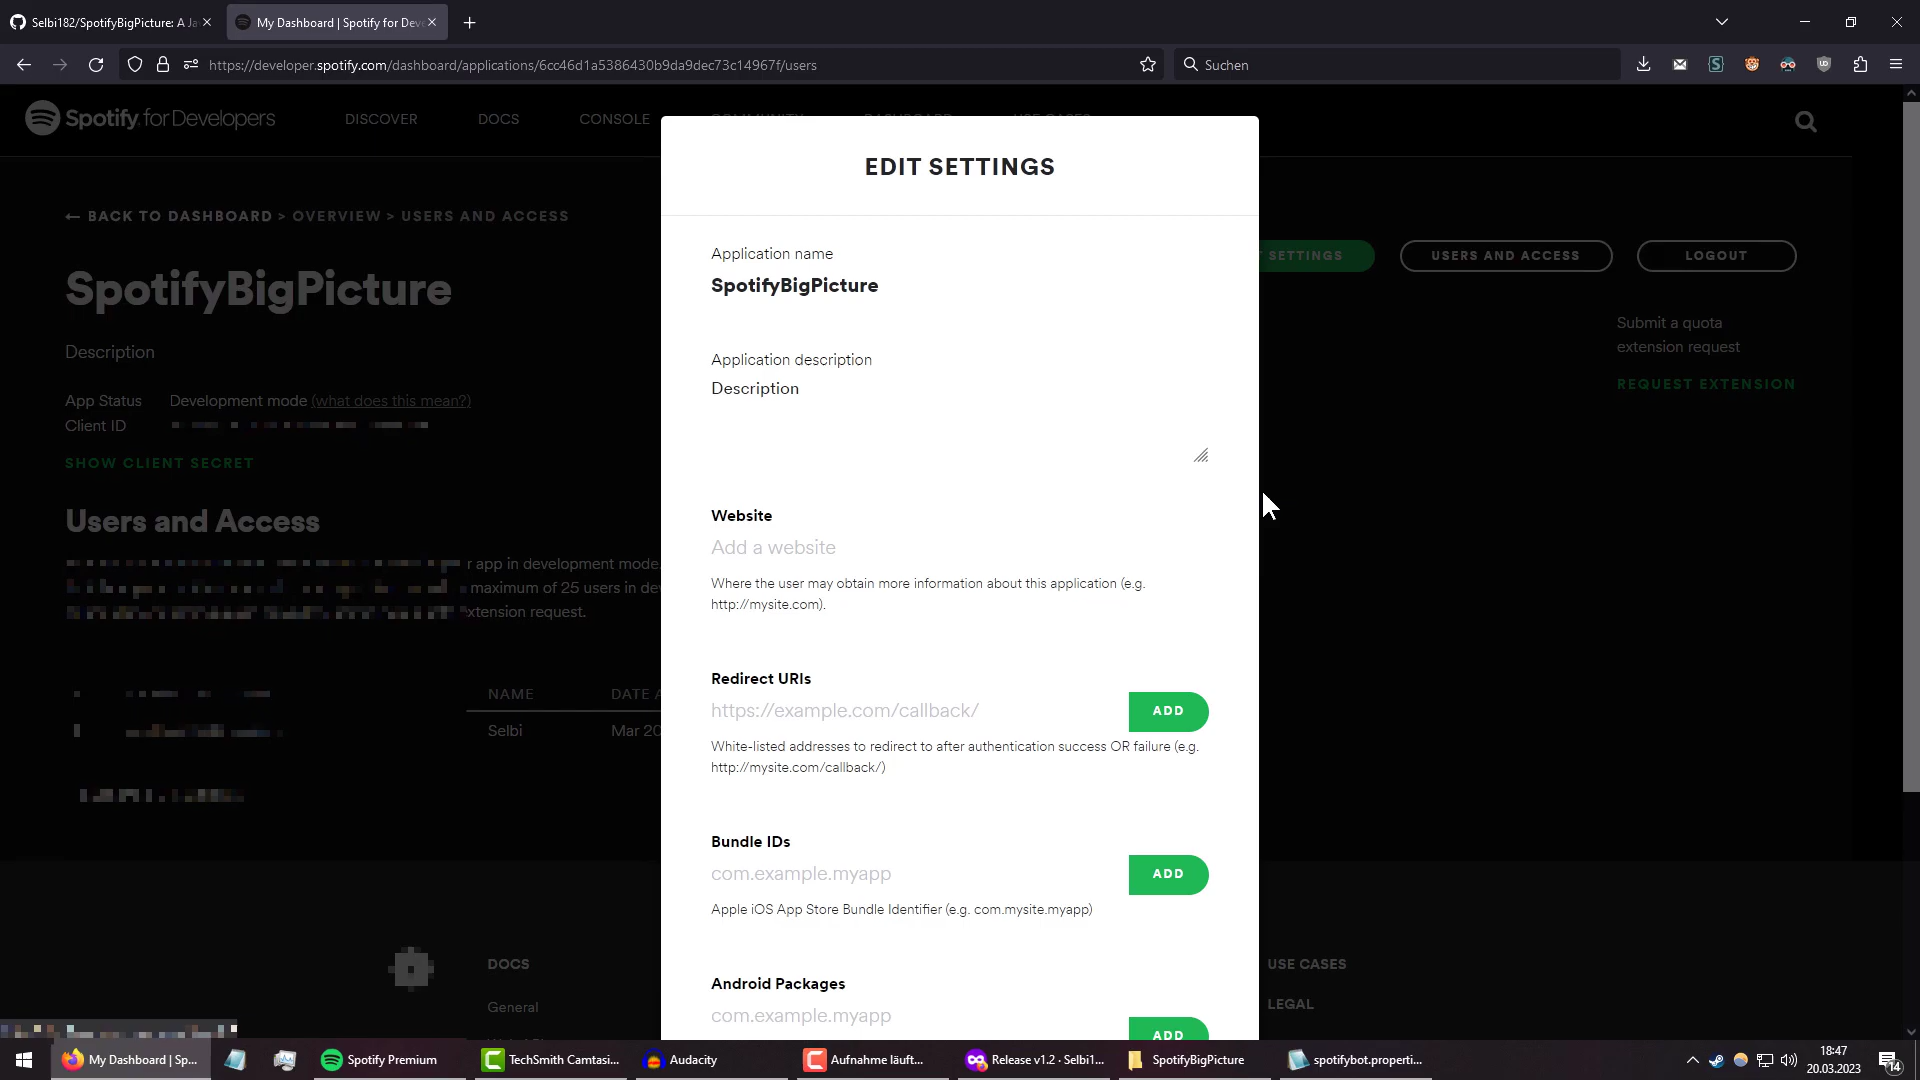 Selbi182/SpotifyBigPicture: A Ja
My Dashboard | Spotify for Dev
https://developer.spotify.com/dashboard/applications/6cc46d1a5386430b9da9dec73c14967f/users
Suchen
Spotify for Developers
DISCOVER
DOCS
CONSOLE
COMMUNITY
DASHBOARD
USE CASES
EDIT SETTINGS
← BACK TO DASHBOARD > OVERVIEW > USERS AND ACCESS
Application name
SpotifyBigPicture
SETTINGS
USERS AND ACCESS
LOGOUT
SpotifyBigPicture
Submit a quota
extension request
REQUEST EXTENSION
Description
Application description
Description
App Status
Development mode (what does this mean?)
Client ID
SHOW CLIENT SECRET
Website
Add a website
Where the user may obtain more information about this application (e.g.
http://mysite.com).
Users and Access
r app in development mode.
maximum of 25 users in de
xtension request.
NAME
DATE A
Selbi
Mar 20
Redirect URIs
https://example.com/callback/
ADD
White-listed addresses to redirect to after authentication success OR failure (e.g.
http://mysite.com/callback/)
Bundle IDs
com.example.myapp
ADD
Apple iOS App Store Bundle Identifier (e.g. com.mysite.myapp)
Android Packages
com.example.myapp
ADD
DOCS
General
USE CASES
LEGAL
My Dashboard | Sp...
Spotify Premium
TechSmith Camtasi...
Audacity
Aufnahme läuft...
Release v1.2 · Selbi1...
SpotifyBigPicture
spotifybot.properti...
18:47
20.03.2023
14